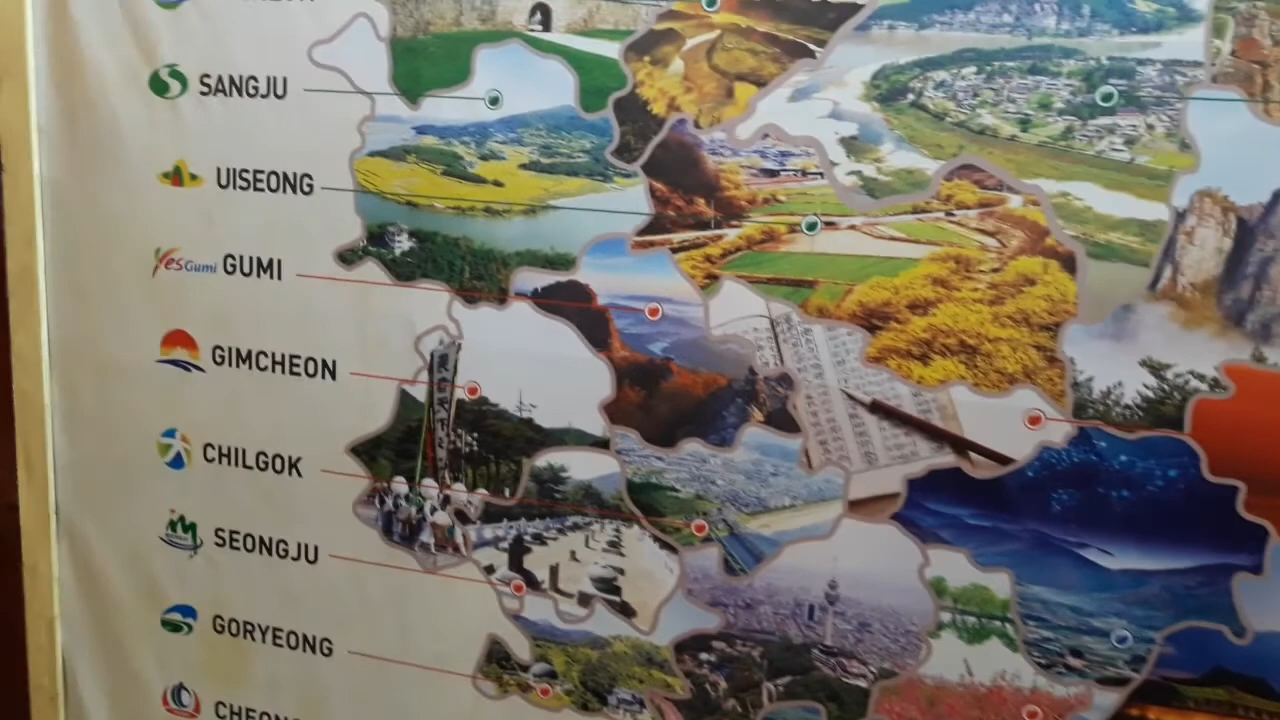 SANGJU
UISEONG
YesGumi GUMI
GIMCHEON
CHILGOK
SEONGJU
GORYEONG